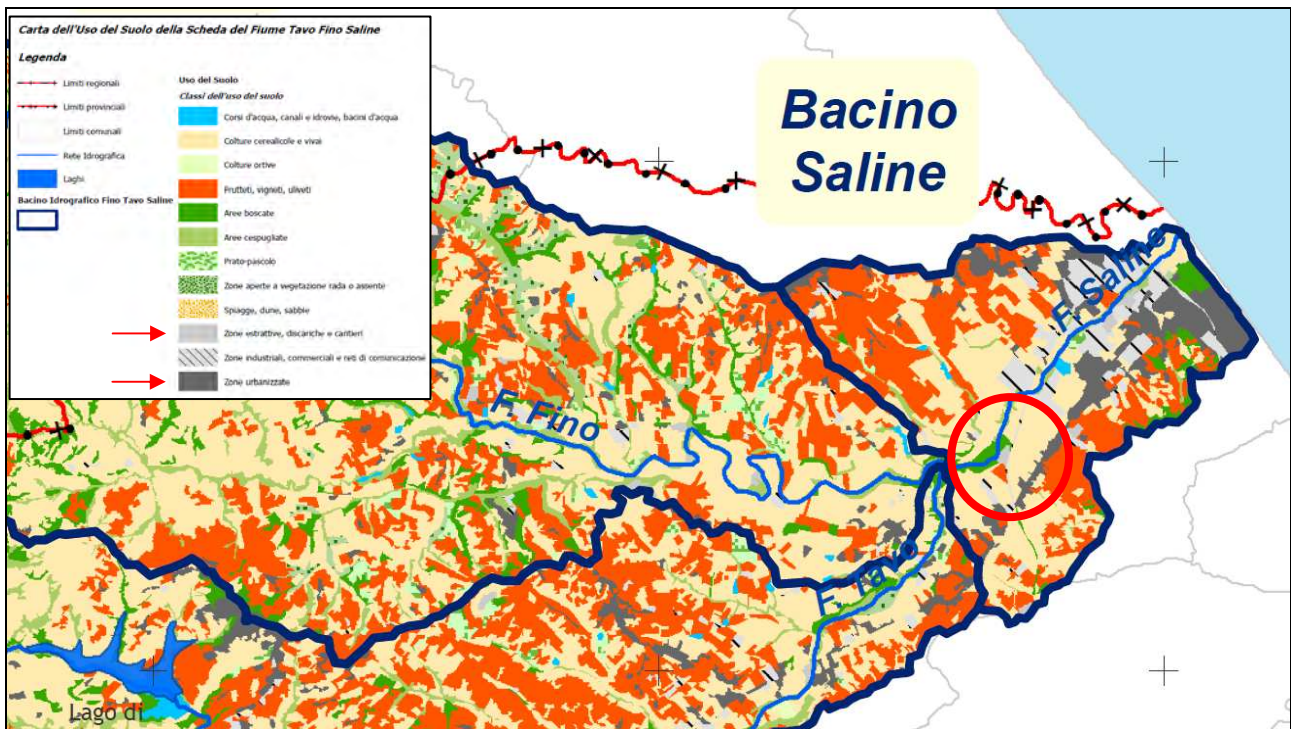 Carta dell'Uso del Suolo della Scheda del Fiume Tavo Fino Saline
Legenda
Limiti regionali
Limiti provinciali
Limiti comunali
Rete Idrografica
Laghi
Bacino Idrografico Fino Tavo Saline
Uso del Suolo
Classi dell'uso del suolo
Corsi d'acqua, canali e idrovie, bacini d'acqua
Colture cerealicole e vivai
Colture ortive
Frutteti, vigneti, uliveti
Aree boscate
Aree cespugliate
Prato-pascolo
Zone aperte a vegetazione rada o assente
Spiagge, dune, sabbie
Zone estrattive, discariche e cantieri
Zone industriali, commerciali e reti di comunicazione
Zone urbanizzate
Bacino
Saline
F. Saline
F. Fino
F. Tavo
Lago di